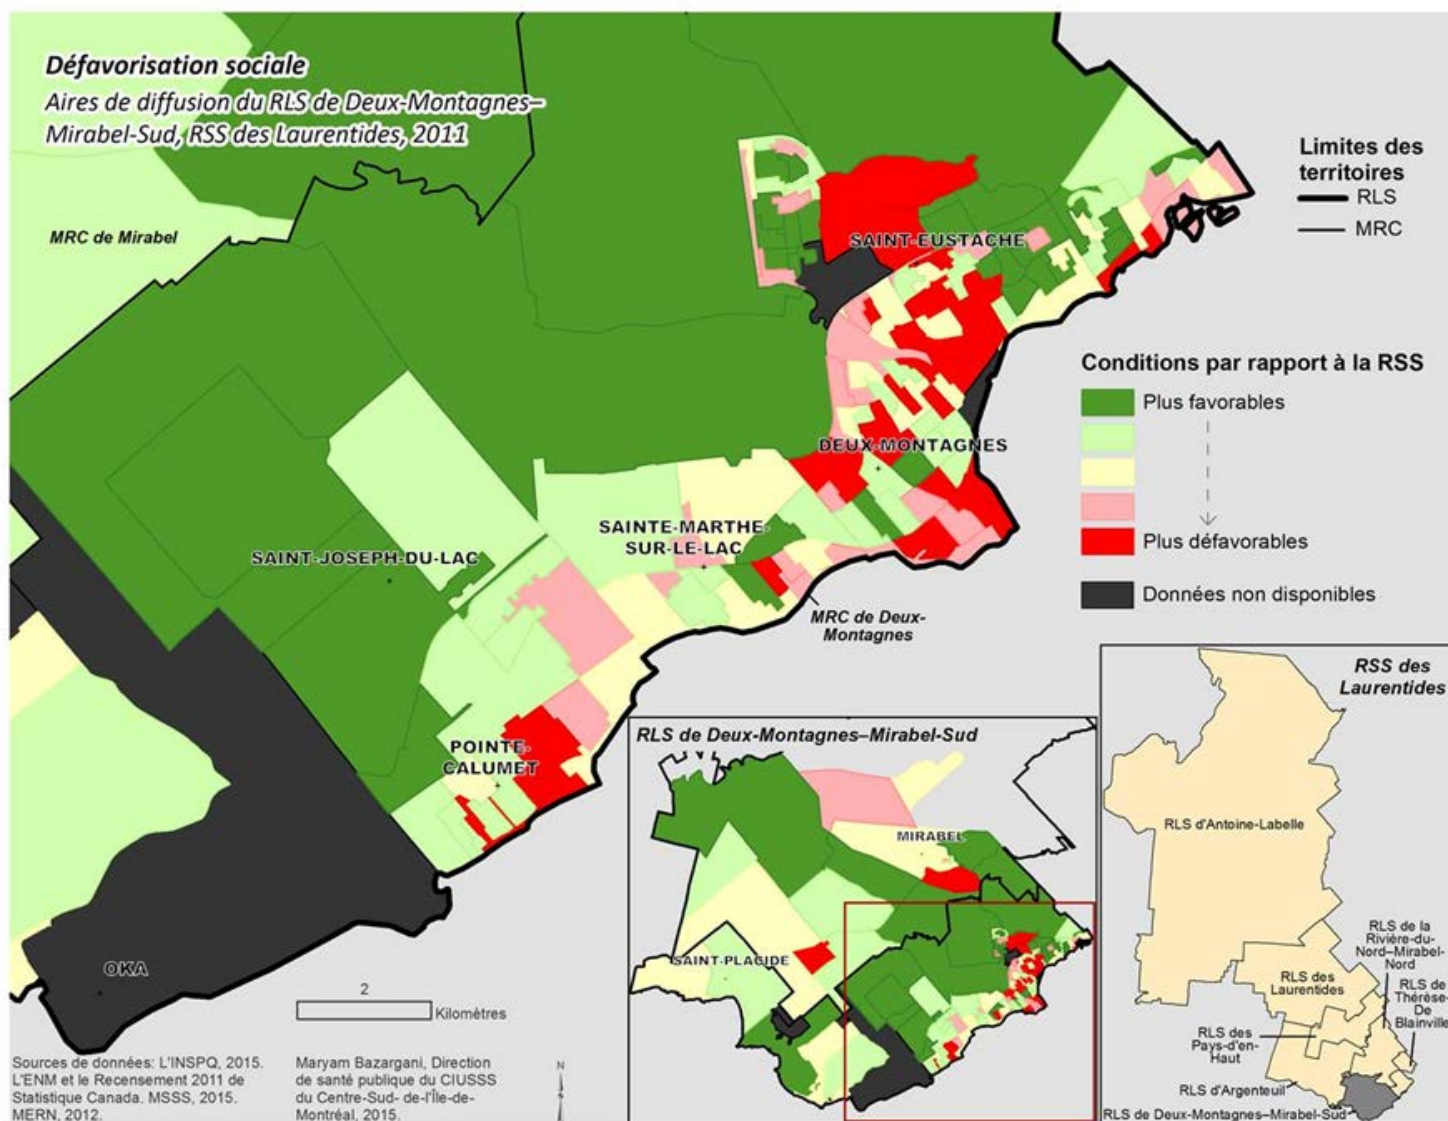 Défavorisation sociale
Aires de diffusion du RLS de Deux-Montagnes–
Mirabel-Sud, RSS des Laurentides, 2011
MRC de Mirabel
SAINT-EUSTACHE
DEUX-MONTAGNES
SAINTE-MARTHE-
SUR-LE-LAC
SAINT-JOSEPH-DU-LAC
MRC de Deux-
Montagnes
POINTE-
CALUMET
OKA
Limites des
territoires
RLS
MRC
Conditions par rapport à la RSS
Plus favorables
Plus défavorables
Données non disponibles
2
Kilomètres
Sources de données: L'INSPQ, 2015.
L'ENM et le Recensement 2011 de
Statistique Canada. MSSS, 2015.
MERN, 2012.
Maryam Bazargani, Direction
de santé publique du CIUSSS
du Centre-Sud- de-l'Île-de-
Montréal, 2015.
N
RLS de Deux-Montagnes–Mirabel-Sud
MIRABEL
SAINT-PLACIDE
RSS des
Laurentides
RLS d'Antoine-Labelle
RLS de la
Rivière-du-
Nord–Mirabel-
Nord
RLS des
Laurentides
RLS de
Thérèse-
De
Blainville
RLS des
Pays-d'en-
Haut
RLS d'Argenteuil
RLS de Deux-Montagnes–Mirabel-Sud